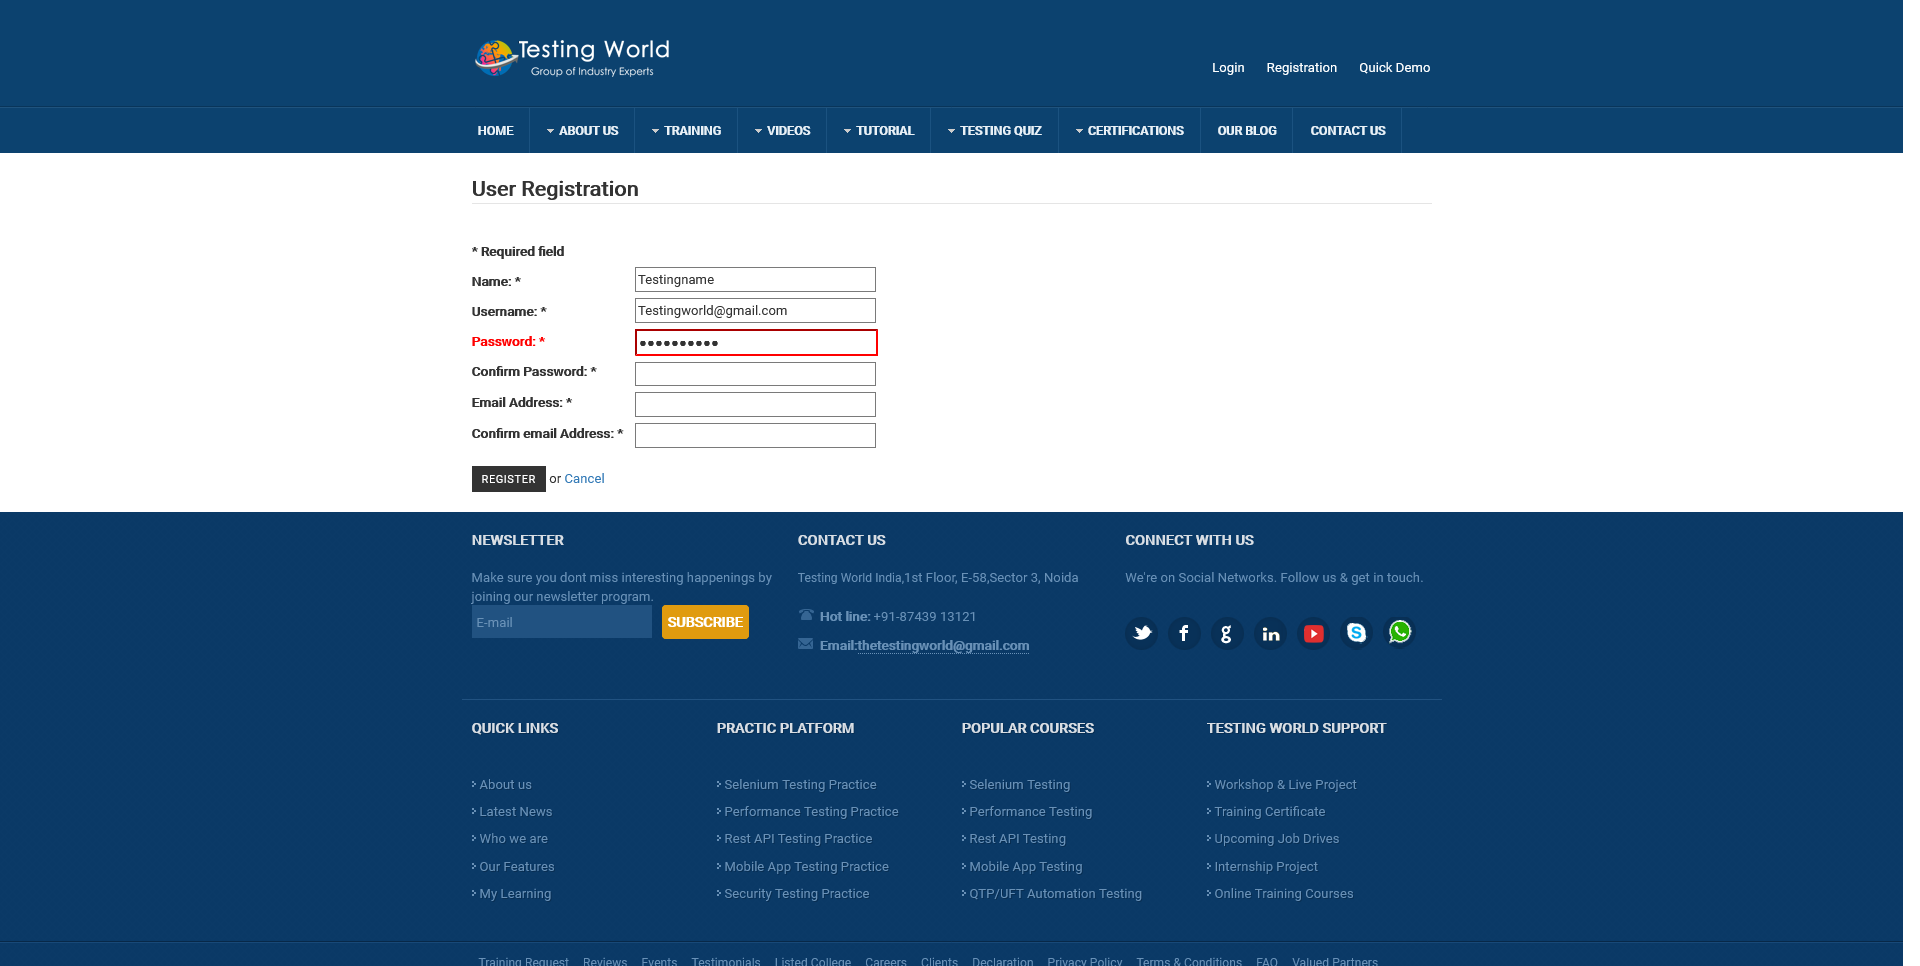 Testing World
Group of Industry Experts
Login Registration Quick Demo
HOME ABOUT US TRAINING VIDEOS TUTORIAL TESTING QUIZ CERTIFICATIONS OUR BLOG CONTACT US
User Registration
* Required field
Name: * Testingname
Username: * Testingworld@gmail.com
Password: * ••••••••••
Confirm Password: *
Email Address: *
Confirm email Address: *
REGISTER or Cancel
NEWSLETTER
Make sure you dont miss interesting happenings by
joining our newsletter program.
E-mail SUBSCRIBE
CONTACT US
Testing World India,1st Floor, E-58,Sector 3, Noida
Hot line: +91-87439 13121
Email:thetestingworld@gmail.com
CONNECT WITH US
We're on Social Networks. Follow us & get in touch.
QUICK LINKS
About us
Latest News
Who we are
Our Features
My Learning
PRACTIC PLATFORM
Selenium Testing Practice
Performance Testing Practice
Rest API Testing Practice
Mobile App Testing Practice
Security Testing Practice
POPULAR COURSES
Selenium Testing
Performance Testing
Rest API Testing
Mobile App Testing
QTP/UFT Automation Testing
TESTING WORLD SUPPORT
Workshop & Live Project
Training Certificate
Upcoming Job Drives
Internship Project
Online Training Courses
Training Request Reviews Events Testimonials Listed College Careers Clients Declaration Privacy Policy Terms & Conditions FAQ Valued Partners